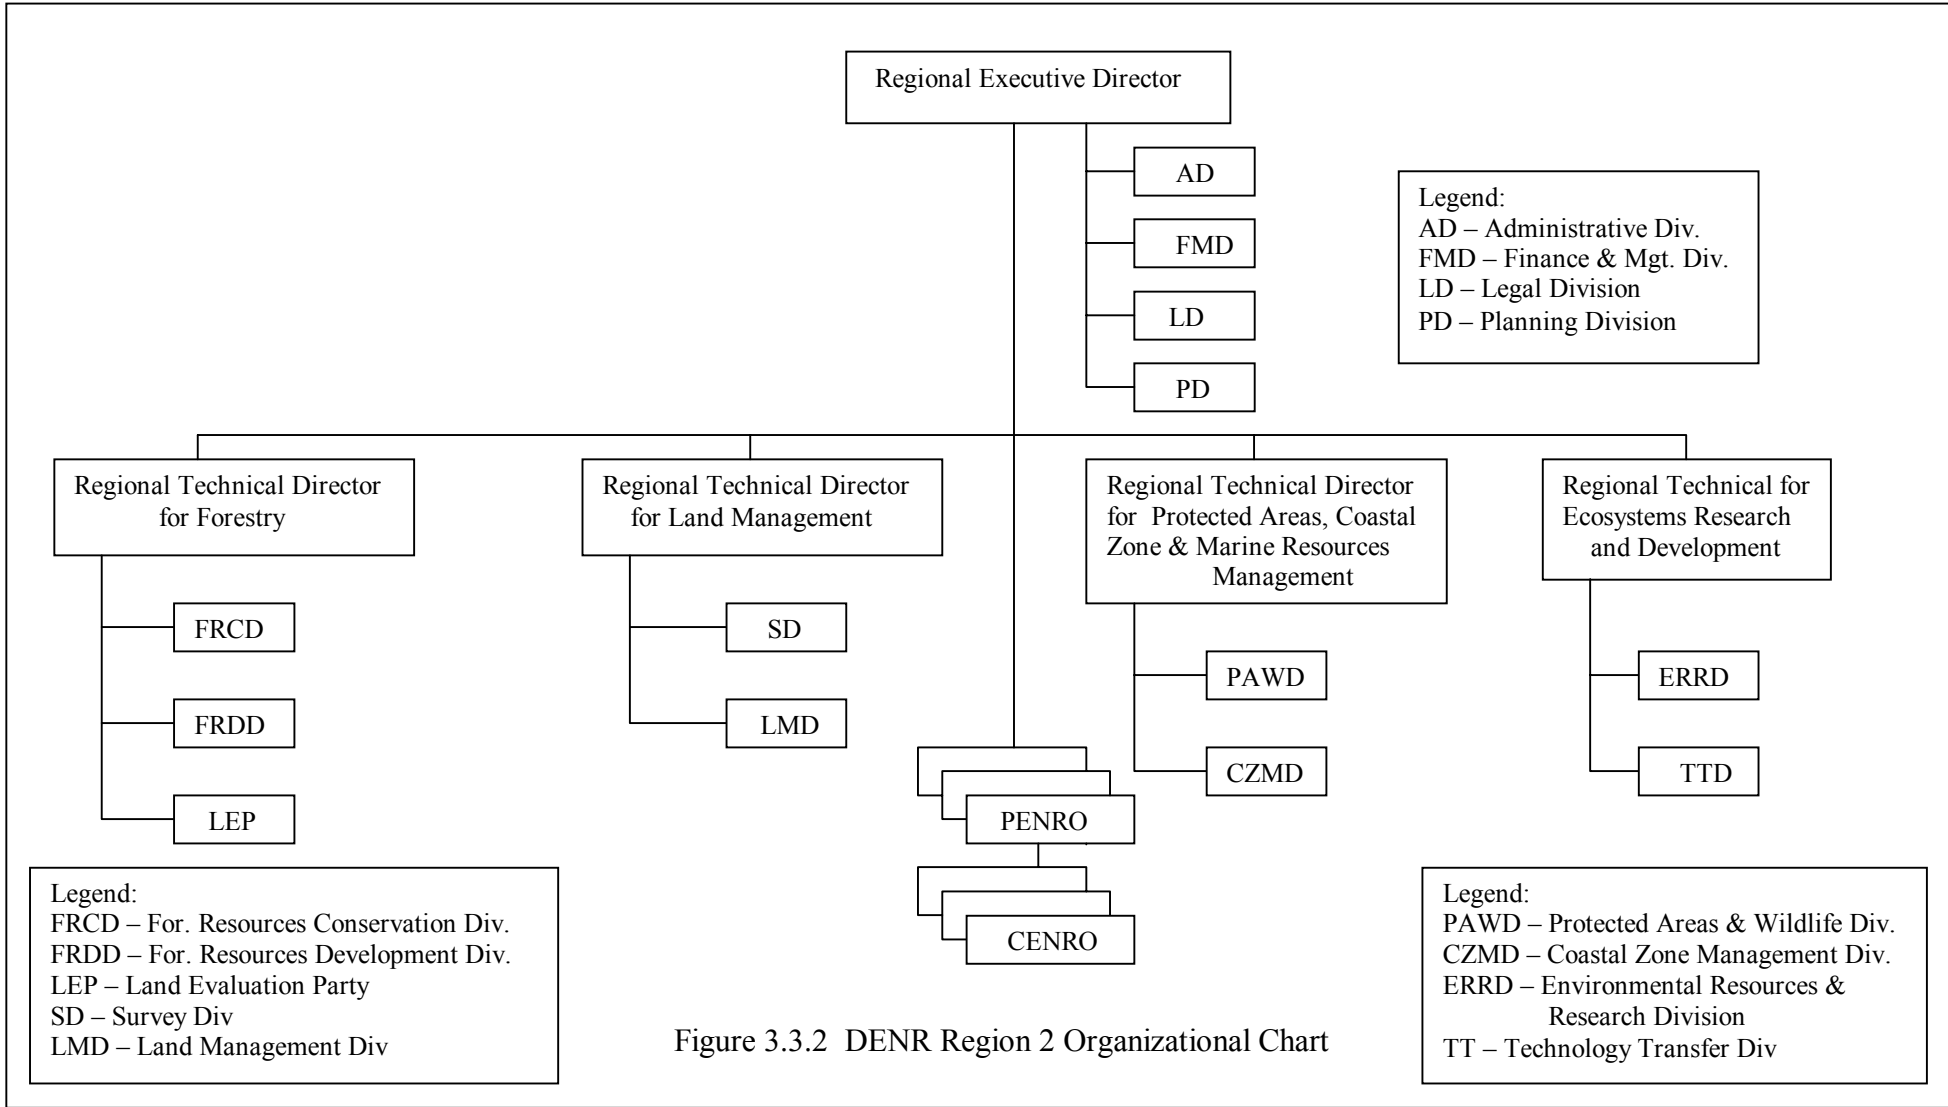 Regional Executive Director
AD
FMD
LD
PD
Legend:
AD – Administrative Div.
FMD – Finance & Mgt. Div.
LD – Legal Division
PD – Planning Division
Regional Technical Director
for Forestry
Regional Technical Director
for Land Management
Regional Technical Director
for Protected Areas, Coastal
Zone & Marine Resources
Management
Regional Technical for
Ecosystems Research
and Development
FRCD
FRDD
LEP
SD
LMD
PAWD
CZMD
ERRD
TTD
PENRO
CENRO
Legend:
FRCD – For. Resources Conservation Div.
FRDD – For. Resources Development Div.
LEP – Land Evaluation Party
SD – Survey Div
LMD – Land Management Div
Legend:
PAWD – Protected Areas & Wildlife Div.
CZMD – Coastal Zone Management Div.
ERRD – Environmental Resources &
Research Division
TT – Technology Transfer Div
Figure 3.3.2 DENR Region 2 Organizational Chart